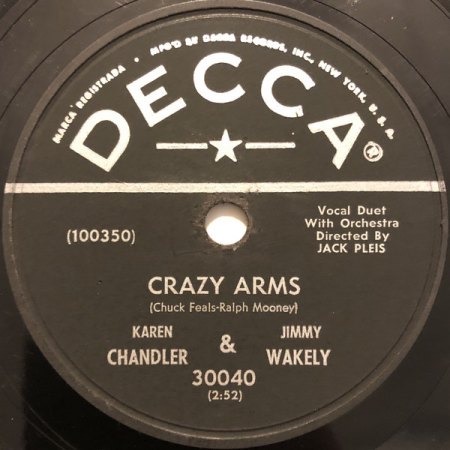 MARCA REGISTRADA • MFG'D BY DECCA RECORDS, INC., NEW YORK, U. S. A.
DECCA®
(100350)
Vocal Duet
With Orchestra
Directed By
JACK PLEIS
CRAZY ARMS
(Chuck Feals-Ralph Mooney)
KAREN CHANDLER & JIMMY WAKELY
30040
(2:52)